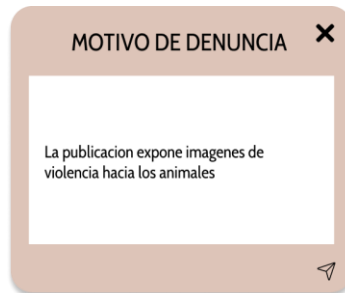 MOTIVO DE DENUNCIA
La publicacion expone imagenes de
violencia hacia los animales